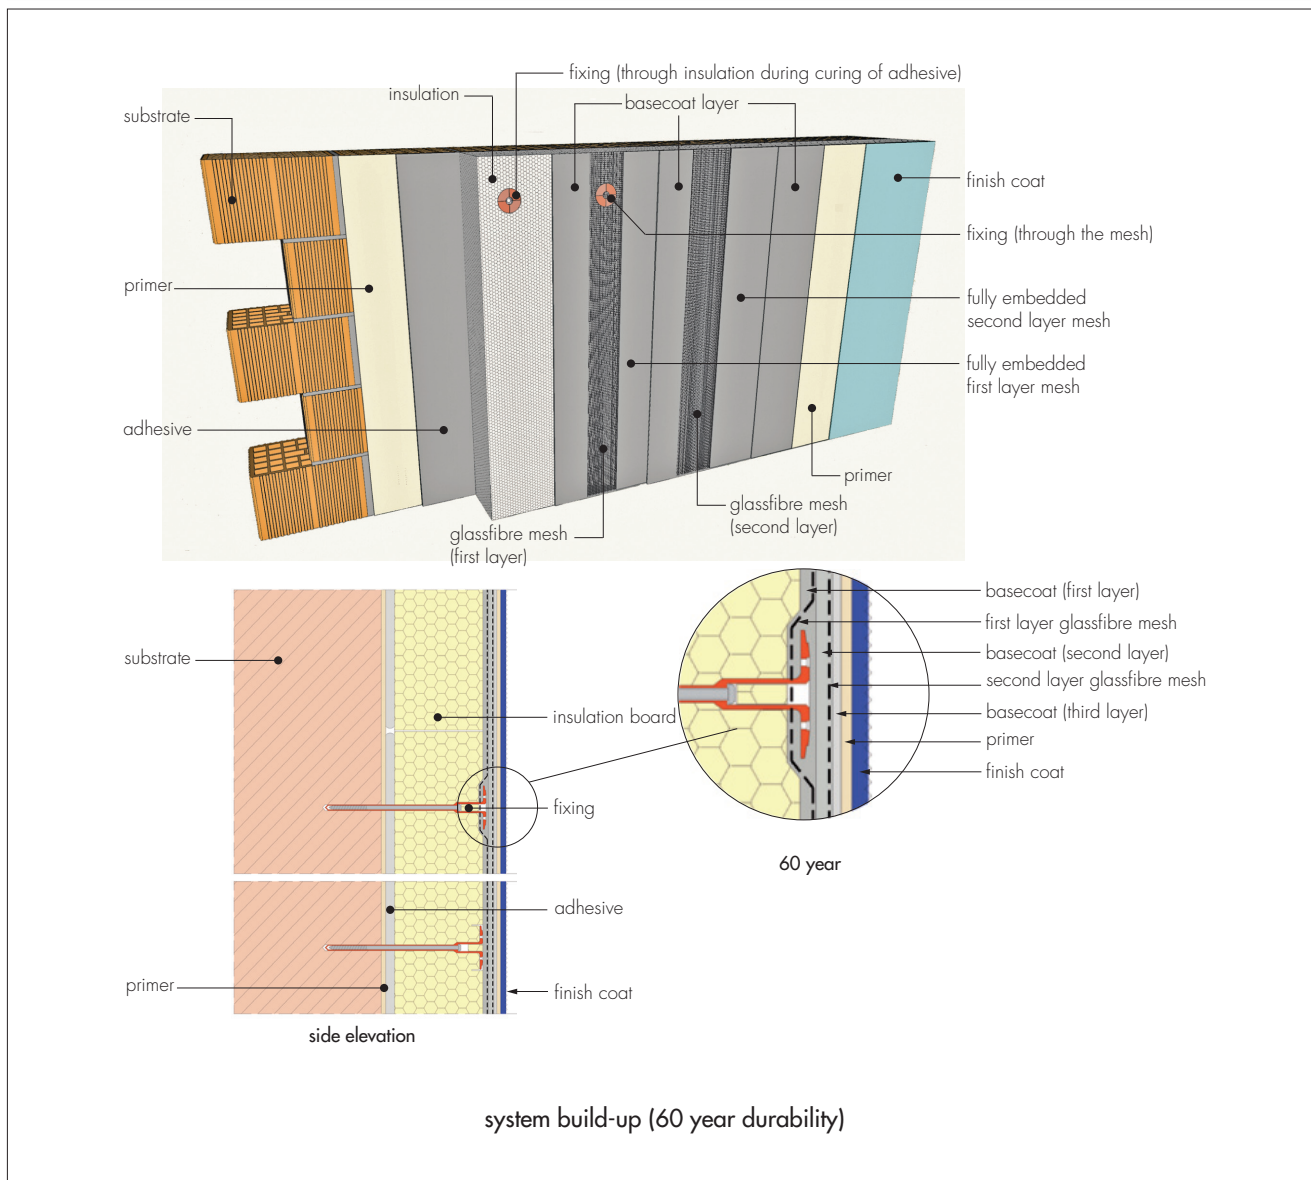 fixing (through insulation during curing of adhesive)
insulation
basecoat layer
substrate
finish coat
fixing (through the mesh)
primer
fully embedded
second layer mesh
fully embedded
first layer mesh
adhesive
primer
glassfibre mesh
(second layer)
glassfibre mesh
(first layer)
basecoat (first layer)
first layer glassfibre mesh
substrate
basecoat (second layer)
second layer glassfibre mesh
insulation board
basecoat (third layer)
primer
finish coat
fixing
60 year
adhesive
primer
finish coat
side elevation
system build-up (60 year durability)